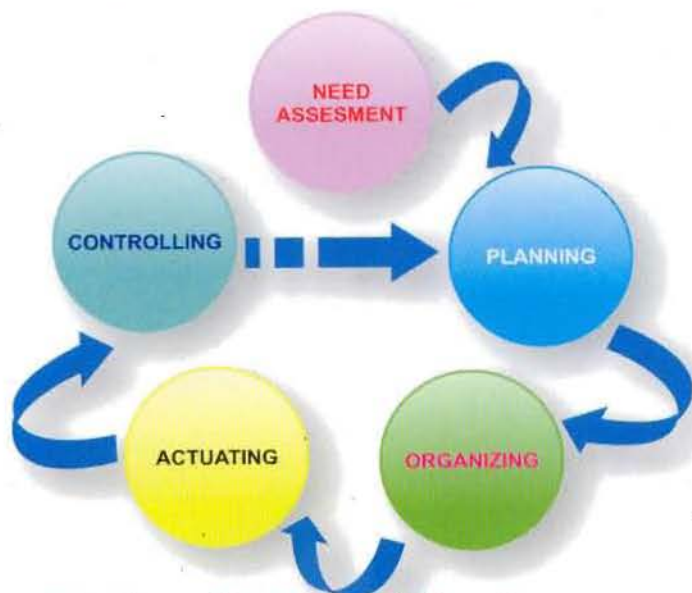 NEED
ASSESMENT
PLANNING
ORGANIZING
ACTUATING
CONTROLLING